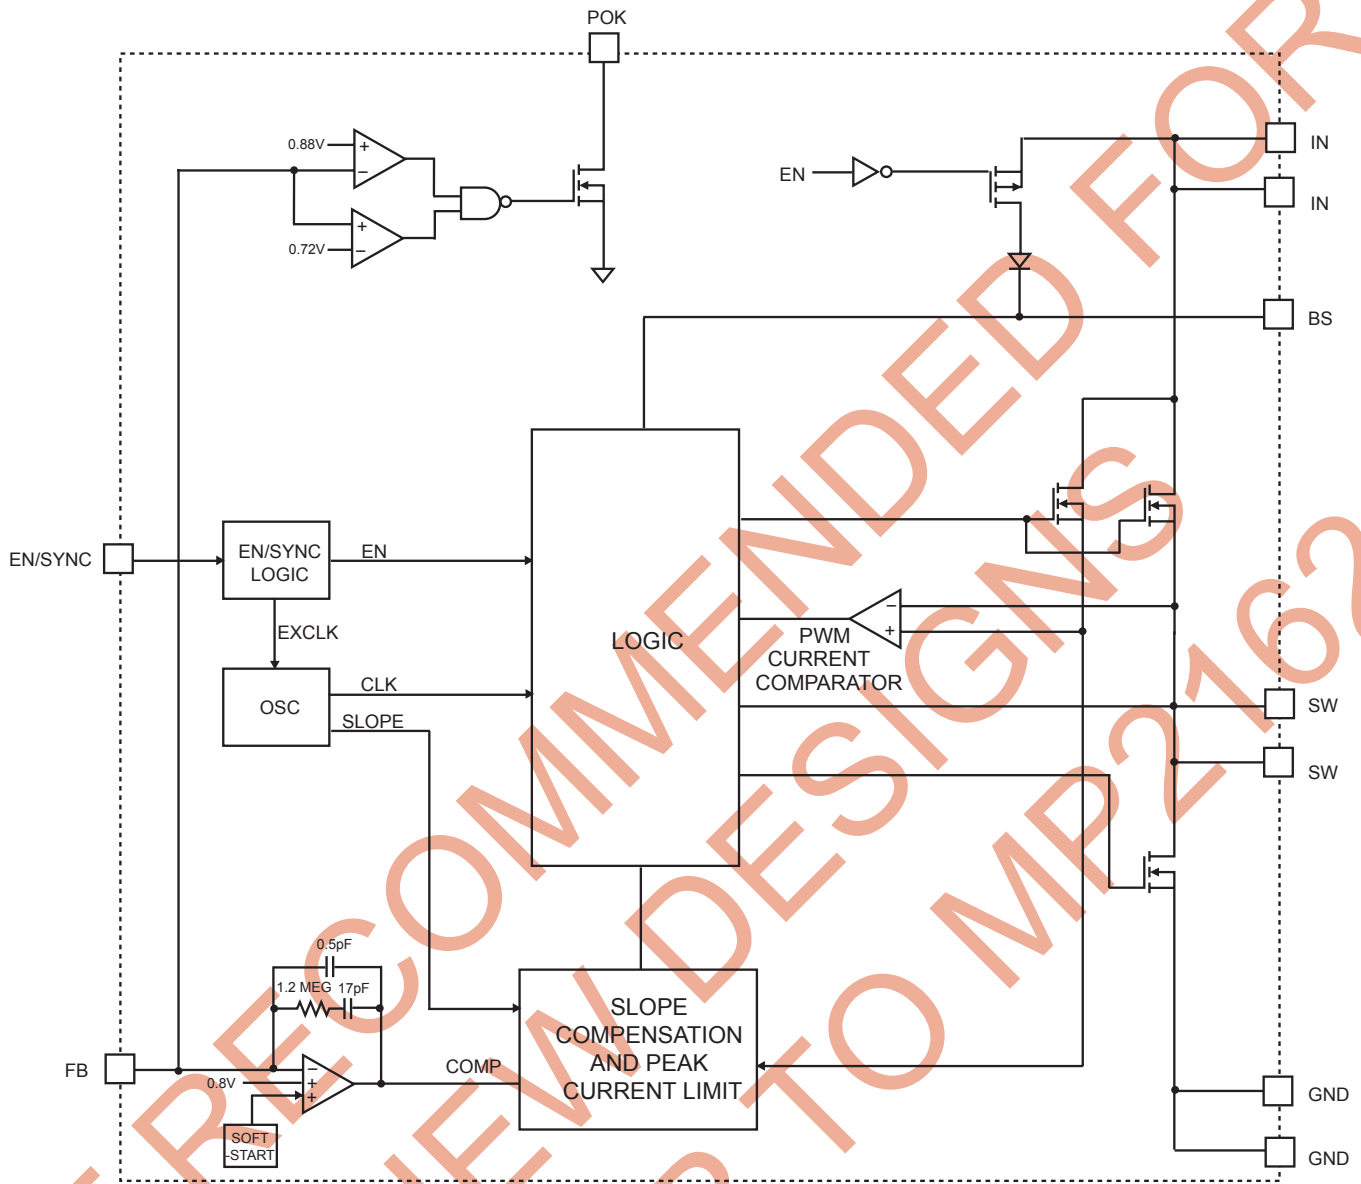 POK
0.88V
+
−
+
0.72V
−
EN
IN
IN
BS
EN/SYNC
EN/SYNC
LOGIC
EN
EXCLK
OSC
CLK
SLOPE
LOGIC
−
+
PWM
CURRENT
COMPARATOR
SW
SW
0.5pF
1.2 MEG
17pF
FB
−
0.8V
+
+
SOFT
-START
COMP
SLOPE
COMPENSATION
AND PEAK
CURRENT LIMIT
GND
GND
RECOMMENDED FOR
NEW DESIGNS
TO MP2162